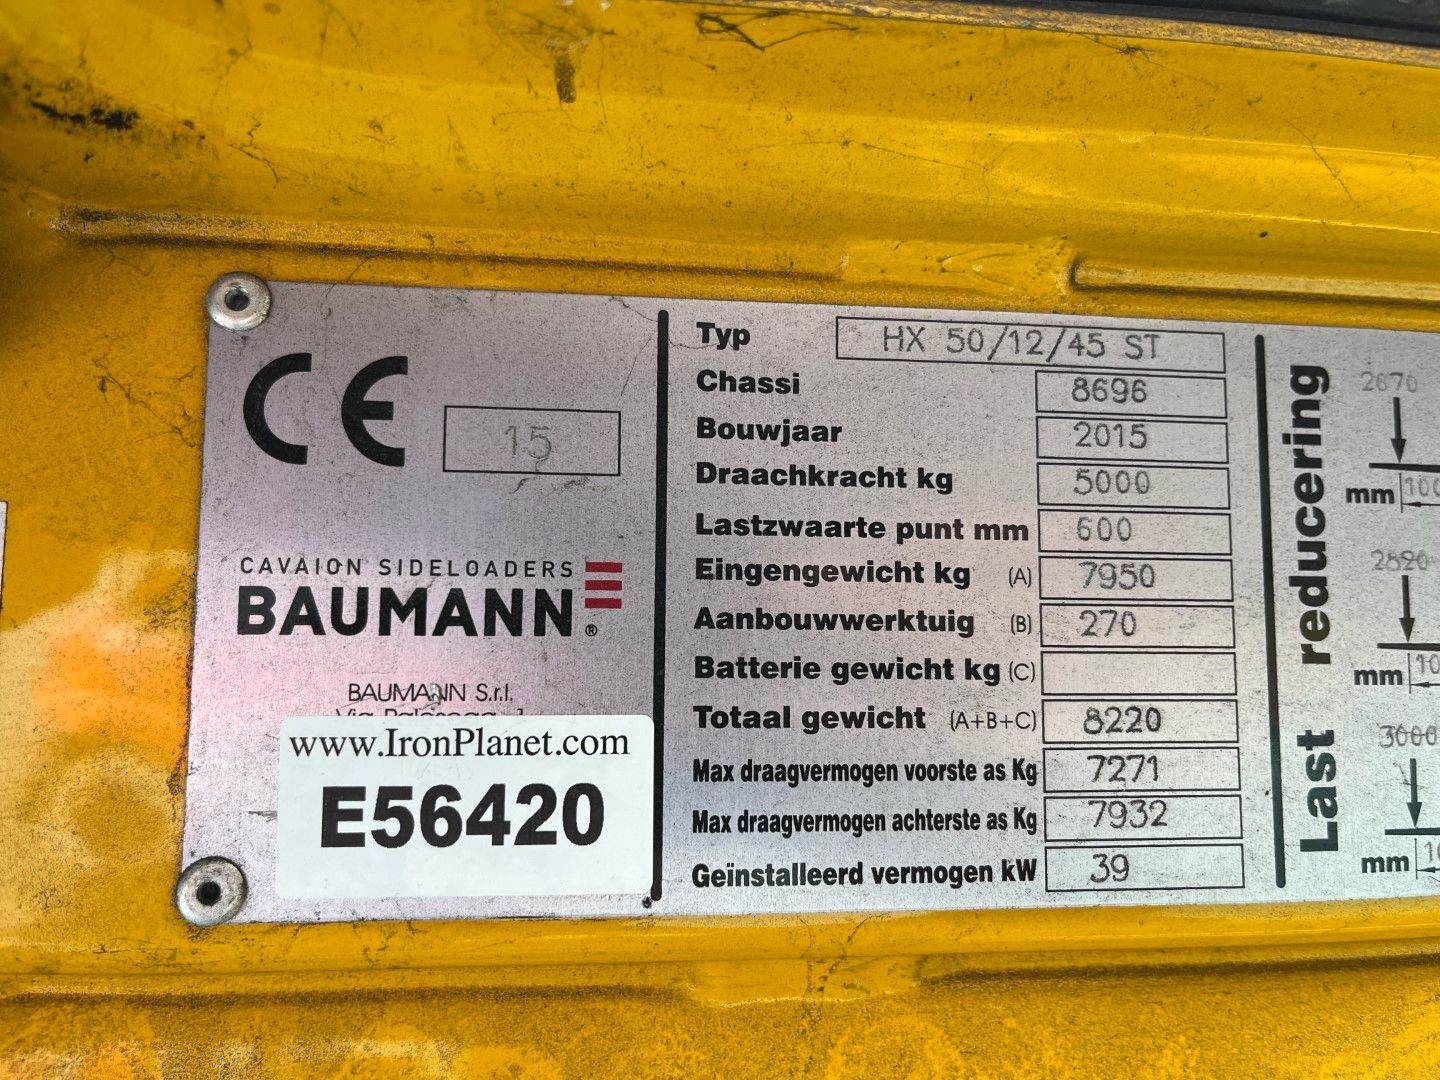 CE 15
CAVAION SIDELOADERS
BAUMANN ®
BAUMANN S.r.l.
www.IronPlanet.com
E56420
Typ HX 50/12/45 ST
Chassi 8696
Bouwjaar 2015
Draachkracht kg 5000
Lastzwaarte punt mm 600
Eingengewicht kg (A) 7950
Aanbouwwerktuig (B) 270
Batterie gewicht kg (C)
Totaal gewicht (A+B+C) 8220
Max draagvermogen voorste as Kg 7271
Max draagvermogen achterste as Kg 7932
Geïnstalleerd vermogen kW 39
Last reducering
2670
mm
2820
mm
3000
mm